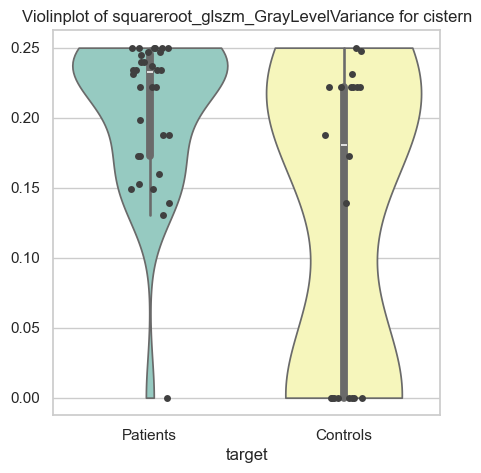 Violinplot of squareroot_glszm_GrayLevelVariance for cistern
0.25
0.20
0.15
0.10
0.05
0.00
Patients Controls
target